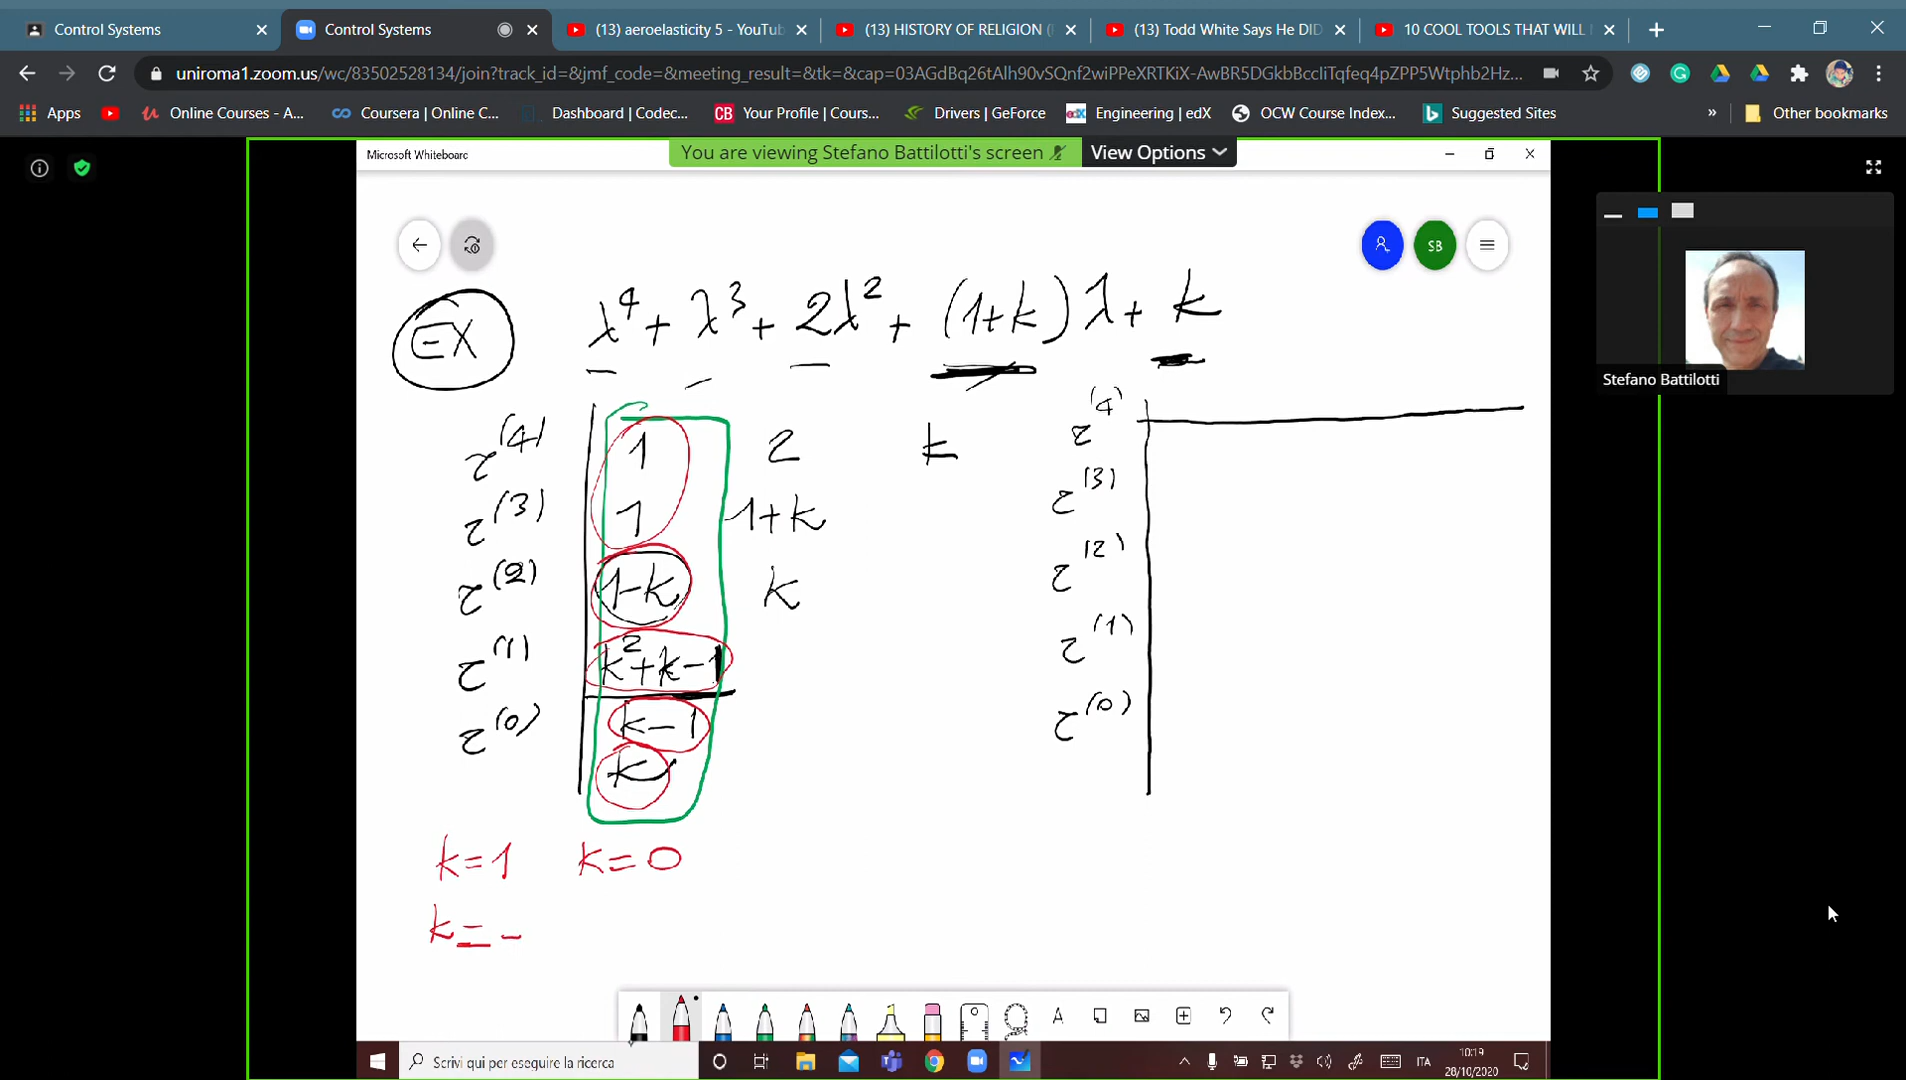 Control Systems
Control Systems
(13) aeroelasticity 5 - YouTub
(13) HISTORY OF RELIGION (
(13) Todd White Says He DID
10 COOL TOOLS THAT WILL
uniroma1.zoom.us/wc/83502528134/join?track_id=&jmf_code=&meeting_result=&tk=&cap=03AGdBq26tAlh90vSQnf2wiPPeXRTKiX-AwBR5DGkbBccIiTqfeq4pZPP5Wtphb2Hz...
Apps
Online Courses - A...
Coursera | Online C...
Dashboard | Codec...
CB
Your Profile | Cours...
Drivers | GeForce
edX
Engineering | edX
OCW Course Index...
Suggested Sites
»
Other bookmarks
Microsoft Whiteboard
You are viewing Stefano Battilotti's screen
View Options
SB
Stefano Battilotti
EX
λ⁴ + λ³ + 2λ² + (1+k)λ + k
r⁽⁴⁾ 1 2 k
r⁽³⁾ 1 1+k
r⁽²⁾ 1-k k
r⁽¹⁾ k²+k-1
k-1
r⁽⁰⁾ k
r⁽⁴⁾
r⁽³⁾
r⁽²⁾
r⁽¹⁾
r⁽⁰⁾
k=1 k=0
k= -
A
Scrivi qui per eseguire la ricerca
ITA
10:19
28/10/2020